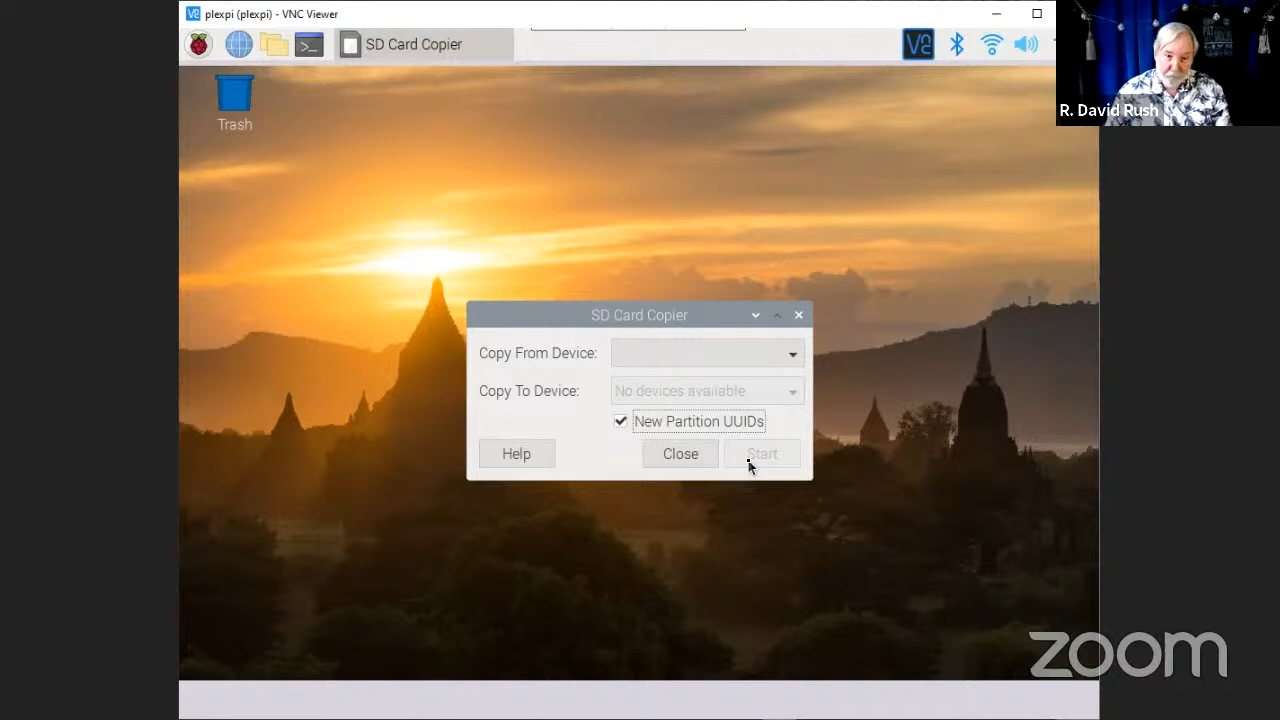 plexpi (plexpi) - VNC Viewer
SD Card Copier
R. David Rush
Trash
SD Card Copier
Copy From Device:
Copy To Device: No devices available
New Partition UUIDs
Help Close Start
zoom